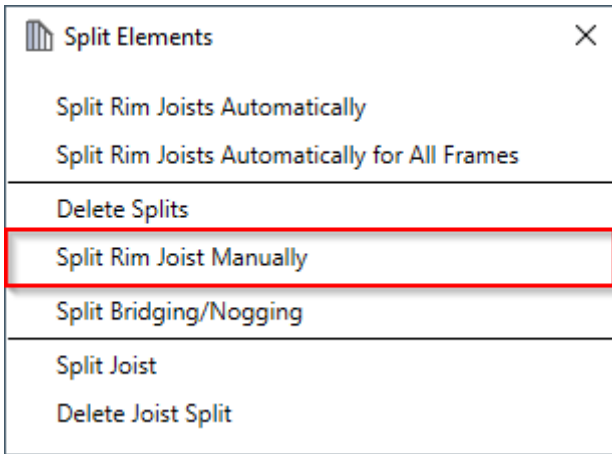 Split Elements
Split Rim Joists Automatically
Split Rim Joists Automatically for All Frames
Delete Splits
Split Rim Joist Manually
Split Bridging/Nogging
Split Joist
Delete Joist Split